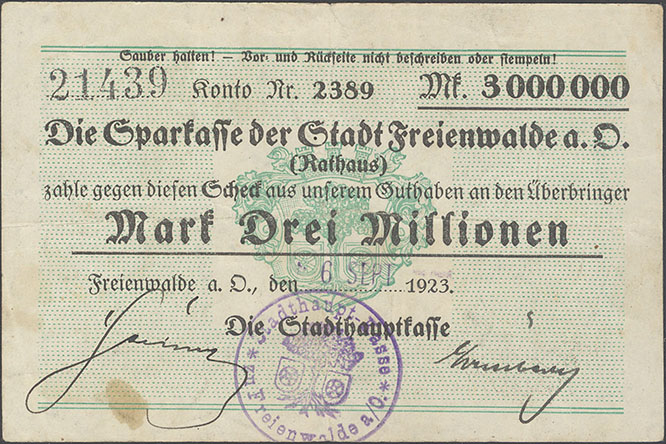 Sauber halten! – Vor- und Rückseite nicht beschreiben oder stempeln!
21439 Konto Nr. 2389 Mk. 3000000
Die Sparkasse der Stadt Freienwalde a. O.
(Rathaus)
zahle gegen diesen Scheck aus unserem Guthaben an den Überbringer
Mark Drei Millionen
Freienwalde a. O., den 6 SEPT 1923.
Die Stadthauptkasse
Stadthaupt-Kasse
* Freienwalde a/O. *